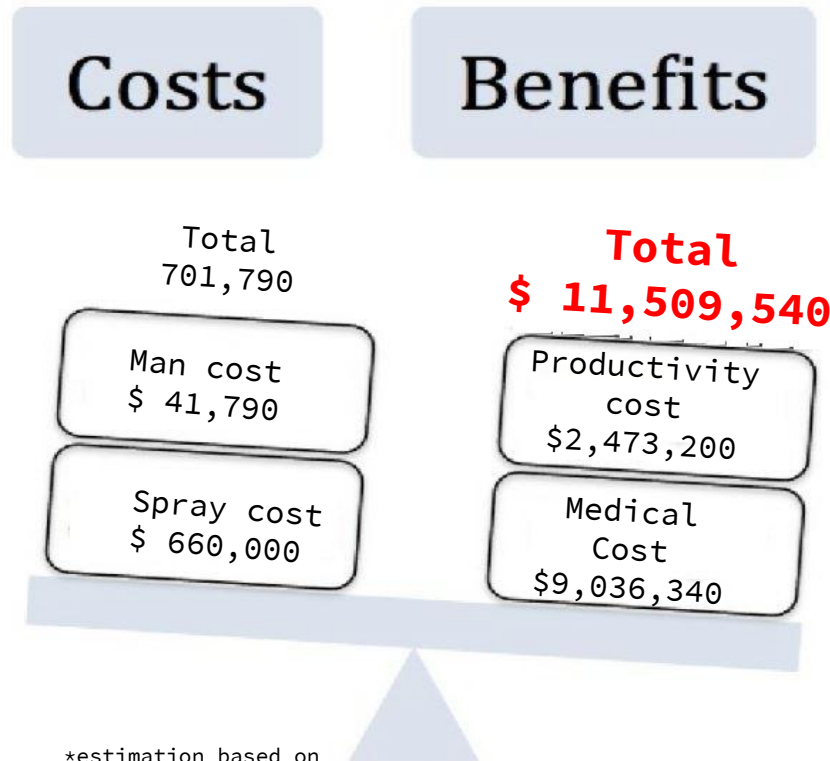 Costs
Benefits
Total
701,790
Man cost
$ 41,790
Spray cost
$ 660,000
Total
$ 11,509,540
Productivity
cost
$2,473,200
Medical
Cost
$9,036,340
*estimation based on